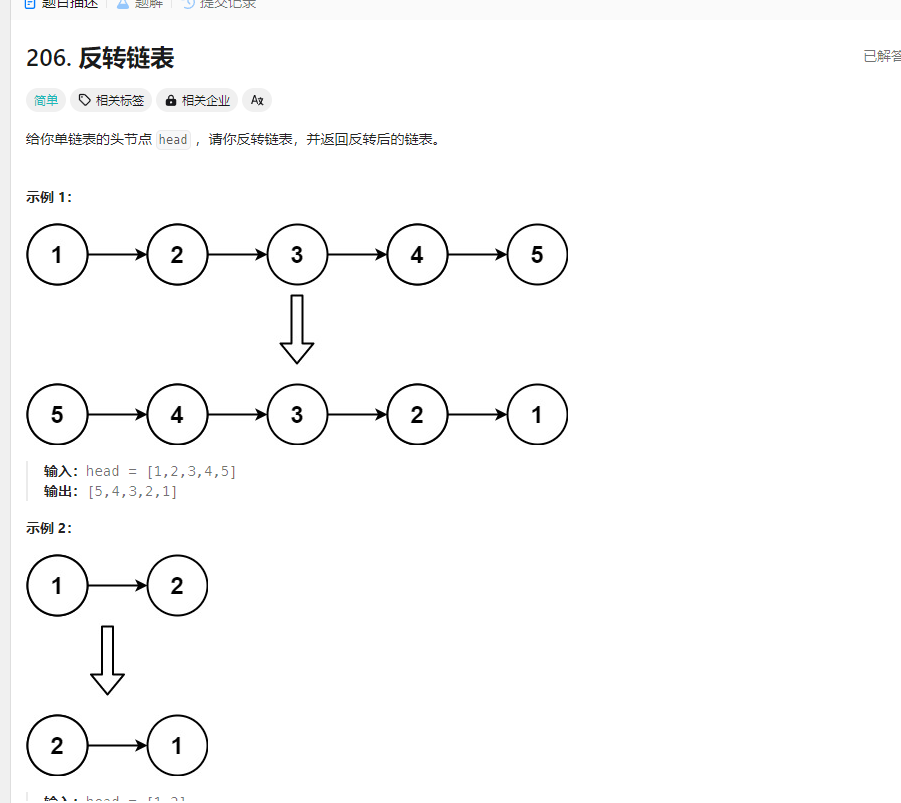 题目描述 题解 提交记录
206. 反转链表
已解答
简单 相关标签 相关企业 Aあ
给你单链表的头节点 head ，请你反转链表，并返回反转后的链表。
示例 1：
1 2 3 4 5
5 4 3 2 1
输入：head = [1,2,3,4,5]
输出：[5,4,3,2,1]
示例 2：
1 2
2 1
输入：head = [1,2]